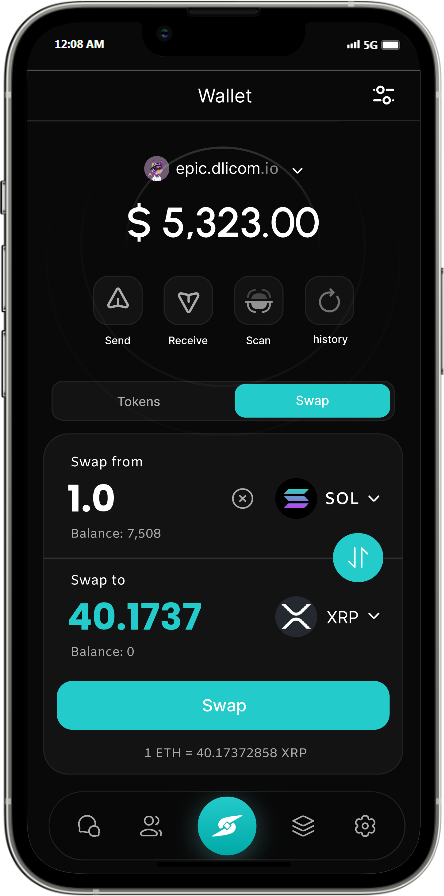 12:08 AM 5G
Wallet
epic.dlicom.io
$ 5,323.00
Send Receive Scan history
Tokens Swap
Swap from
1.0 SOL
Balance: 7,508
Swap to
40.1737 XRP
Balance: 0
Swap
1 ETH = 40.17372858 XRP